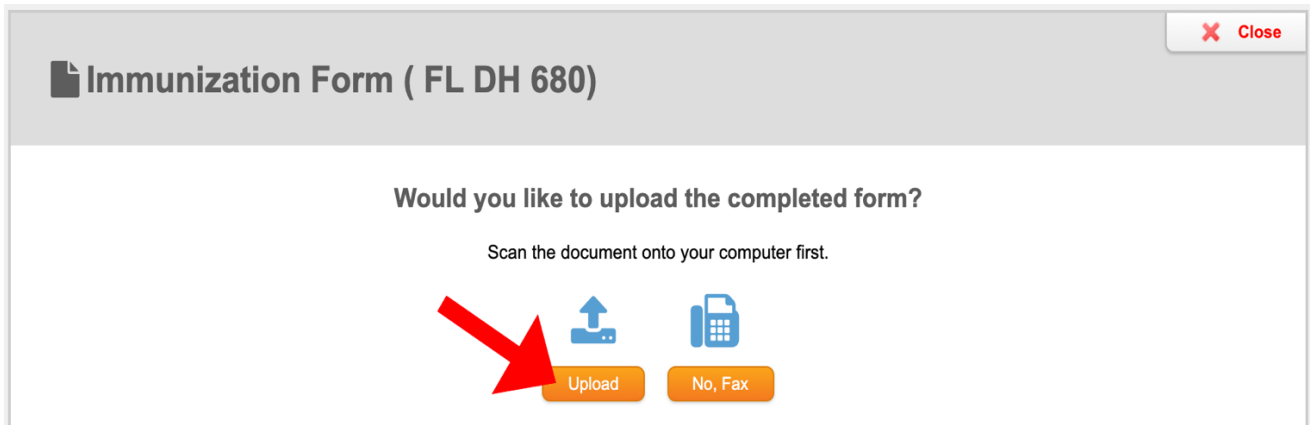 Close
Immunization Form ( FL DH 680)
Would you like to upload the completed form?
Scan the document onto your computer first.
Upload
No, Fax